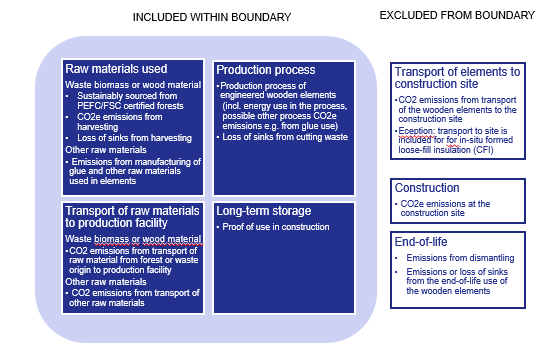 INCLUDED WITHIN BOUNDARY
EXCLUDED FROM BOUNDARY
Raw materials used
Waste biomass or wood material
• Sustainably sourced from
PEFC/FSC certified forests
• CO2e emissions from
harvesting
• Loss of sinks from harvesting
Other raw materials
• Emissions from manufacturing of
glue and other raw materials
used in elements
Production process
• Production process of
engineered wooden elements
(incl. energy use in the process,
possible other process CO2e
emissions e.g. from glue use)
• Loss of sinks from cutting waste
Transport of raw materials
to production facility
Waste biomass or wood material
• CO2 emissions from transport of
raw material from forest or waste
origin to production facility
Other raw materials
• CO2 emissions from transport of
other raw materials
Long-term storage
• Proof of use in construction
Transport of elements to
construction site
• CO2 emissions from transport
of the wooden elements to the
construction site
• Eception: transport to site is
included for for in-situ formed
loose-fill insulation (CFI)
Construction
• CO2e emissions at the
construction site
End-of-life
• Emissions from dismantling
• Emissions or loss of sinks
from the end-of-life use of
the wooden elements